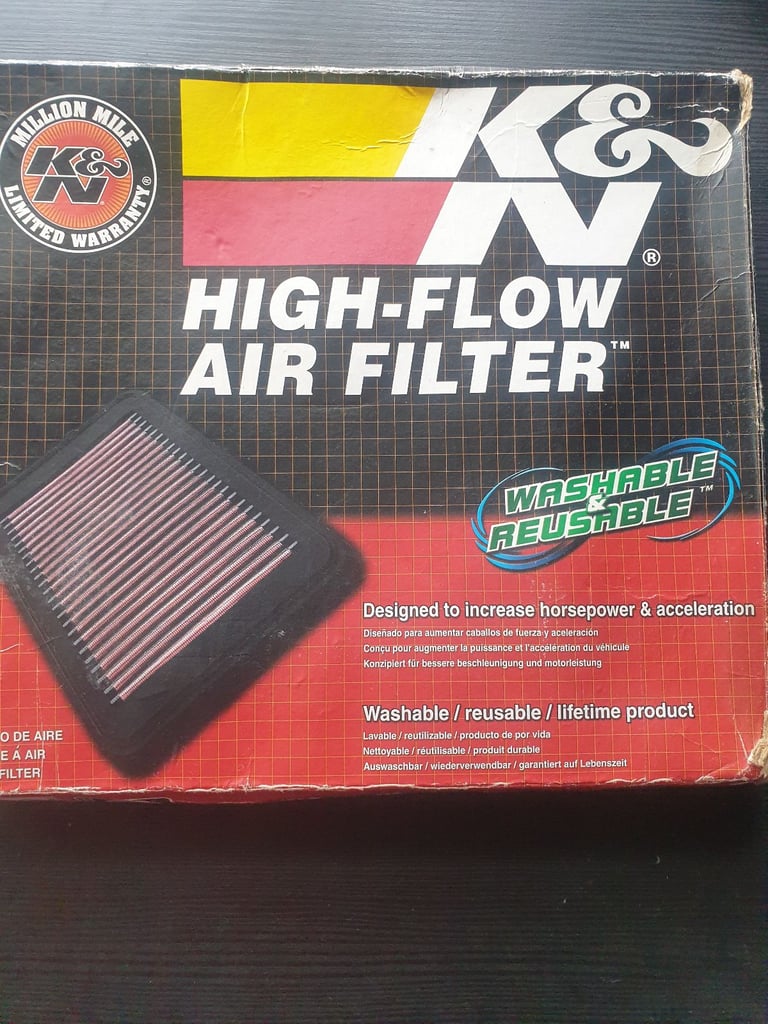 MILLION MILE
K&N®
LIMITED WARRANTY®
K&
N®
HIGH-FLOW
AIR FILTER™
WASHABLE
&
REUSABLE™
Designed to increase horsepower & acceleration
Diseñado para aumentar caballos de fuerza y aceleración
Conçu pour augmenter la puissance et l'accélération du véhicule
Konzipiert für bessere beschleunigung und motorleistung
Washable / reusable / lifetime product
Lavable / reutilizable / producto de por vida
Nettoyable / réutilisable / produit durable
Auswaschbar / wiederverwendbar / garantiert auf Lebenszeit
O DE AIRE
E Á AIR
FILTER